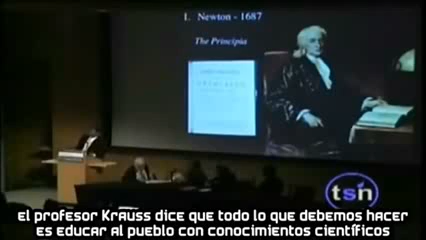 1. Newton - 1687
The Principia
tsn
el profesor Krauss dice que todo lo que debemos hacer
es educar al pueblo con conocimientos científicos